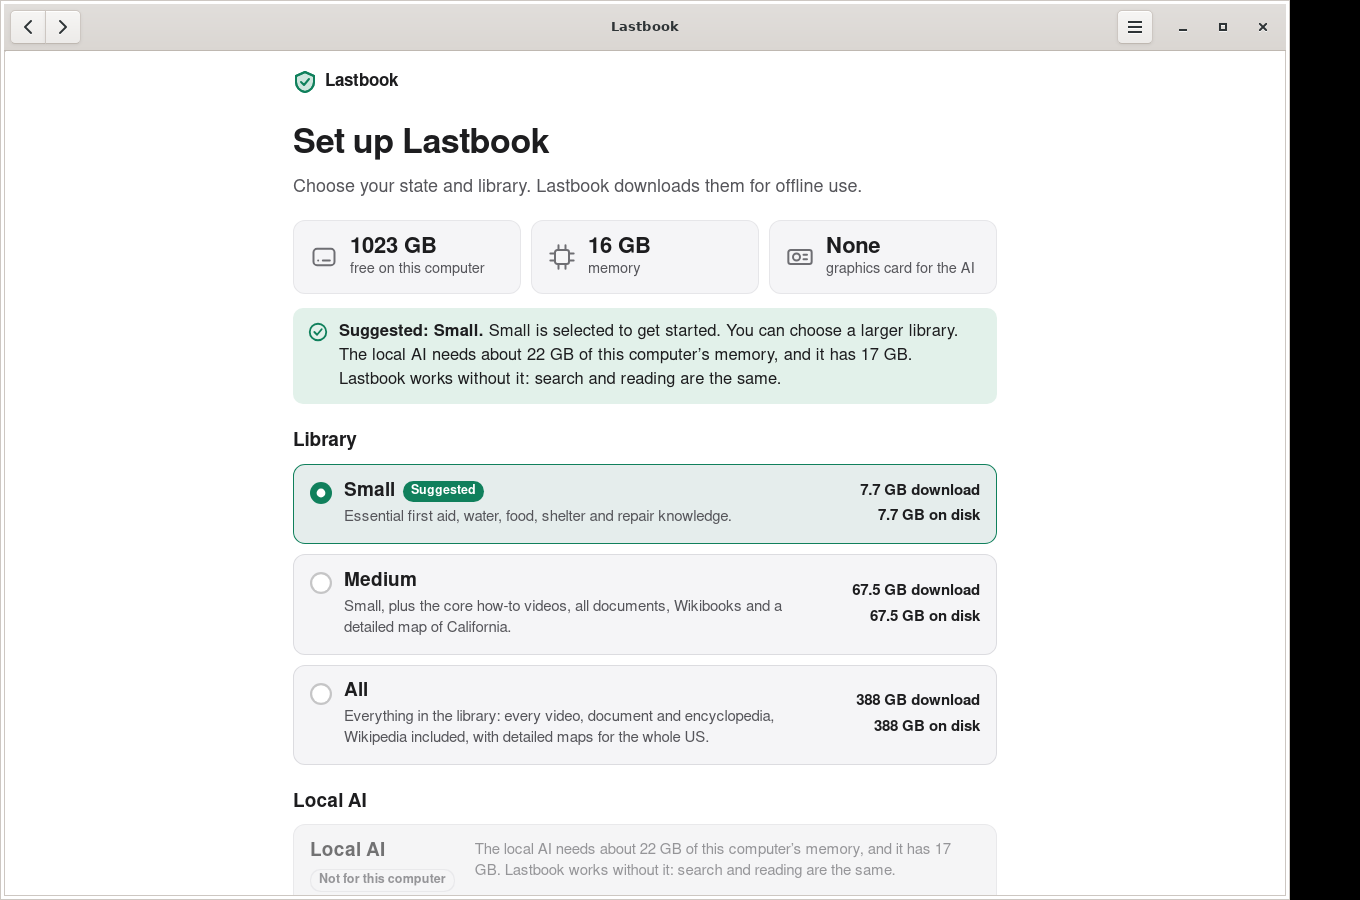 Lastbook
Lastbook
Set up Lastbook
Choose your state and library. Lastbook downloads them for offline use.
1023 GB
free on this computer
16 GB
memory
None
graphics card for the AI
Suggested: Small. Small is selected to get started. You can choose a larger library.
The local AI needs about 22 GB of this computer’s memory, and it has 17 GB.
Lastbook works without it: search and reading are the same.
Library
Small Suggested
Essential first aid, water, food, shelter and repair knowledge.
7.7 GB download
7.7 GB on disk
Medium
Small, plus the core how-to videos, all documents, Wikibooks and a
detailed map of California.
67.5 GB download
67.5 GB on disk
All
Everything in the library: every video, document and encyclopedia,
Wikipedia included, with detailed maps for the whole US.
388 GB download
388 GB on disk
Local AI
Local AI
Not for this computer
The local AI needs about 22 GB of this computer’s memory, and it has 17
GB. Lastbook works without it: search and reading are the same.